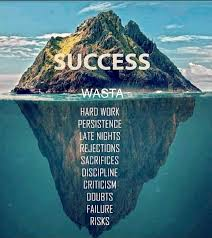 SUCCESS
WASTA
HARD WORK
PERSISTENCE
LATE NIGHTS
REJECTIONS
SACRIFICES
DISCIPLINE
CRITICISM
DOUBTS
FAILURE
RISKS